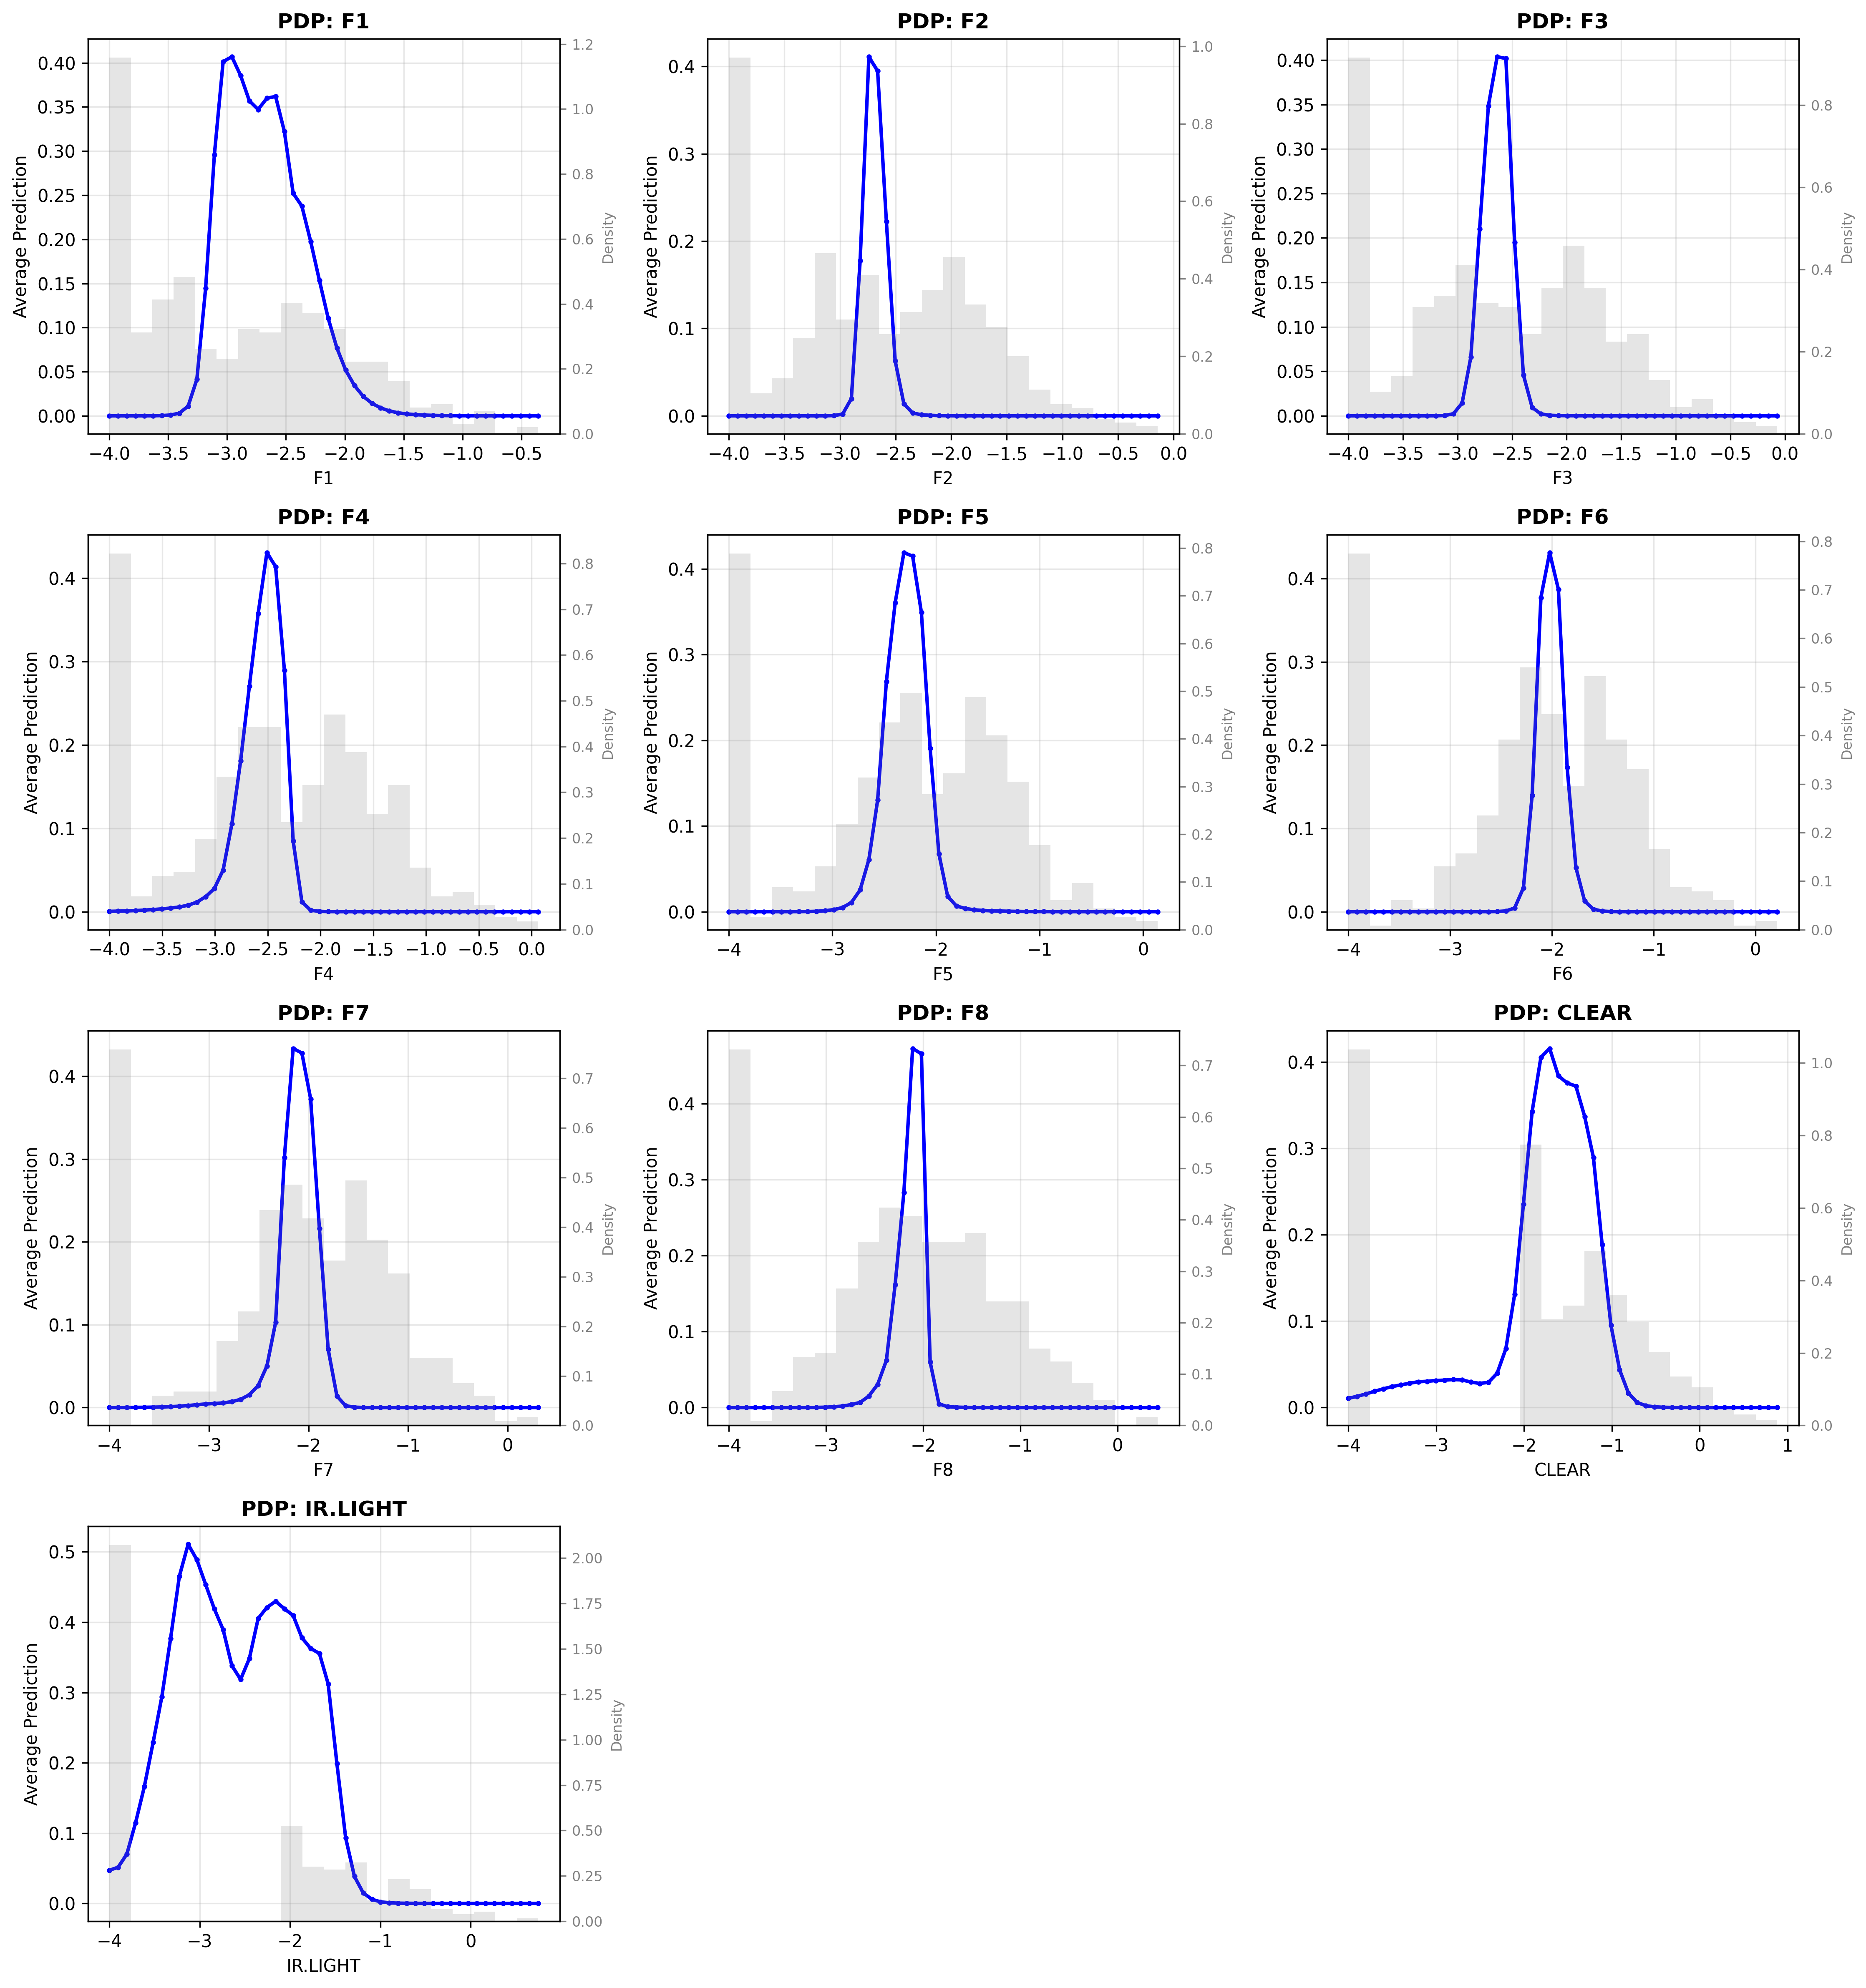 PDP: F1
0.40
0.35
0.30
0.25
0.20
0.15
0.10
0.05
0.00
Average Prediction
1.2
1.0
0.8
0.6
0.4
0.2
0.0
Density
−4.0 −3.5 −3.0 −2.5 −2.0 −1.5 −1.0 −0.5
F1
PDP: F2
0.4
0.3
0.2
0.1
0.0
Average Prediction
1.0
0.8
0.6
0.4
0.2
0.0
Density
−4.0 −3.5 −3.0 −2.5 −2.0 −1.5 −1.0 −0.5 0.0
F2
PDP: F3
0.40
0.35
0.30
0.25
0.20
0.15
0.10
0.05
0.00
Average Prediction
0.8
0.6
0.4
0.2
0.0
Density
−4.0 −3.5 −3.0 −2.5 −2.0 −1.5 −1.0 −0.5 0.0
F3
PDP: F4
0.4
0.3
0.2
0.1
0.0
Average Prediction
0.8
0.7
0.6
0.5
0.4
0.3
0.2
0.1
0.0
Density
−4.0 −3.5 −3.0 −2.5 −2.0 −1.5 −1.0 −0.5 0.0
F4
PDP: F5
0.4
0.3
0.2
0.1
0.0
Average Prediction
0.8
0.7
0.6
0.5
0.4
0.3
0.2
0.1
0.0
Density
−4 −3 −2 −1 0
F5
PDP: F6
0.4
0.3
0.2
0.1
0.0
Average Prediction
0.8
0.7
0.6
0.5
0.4
0.3
0.2
0.1
0.0
Density
−4 −3 −2 −1 0
F6
PDP: F7
0.4
0.3
0.2
0.1
0.0
Average Prediction
0.7
0.6
0.5
0.4
0.3
0.2
0.1
0.0
Density
−4 −3 −2 −1 0
F7
PDP: F8
0.4
0.3
0.2
0.1
0.0
Average Prediction
0.7
0.6
0.5
0.4
0.3
0.2
0.1
0.0
Density
−4 −3 −2 −1 0
F8
PDP: CLEAR
0.4
0.3
0.2
0.1
0.0
Average Prediction
1.0
0.8
0.6
0.4
0.2
0.0
Density
−4 −3 −2 −1 0 1
CLEAR
PDP: IR.LIGHT
0.5
0.4
0.3
0.2
0.1
0.0
Average Prediction
2.00
1.75
1.50
1.25
1.00
0.75
0.50
0.25
0.00
Density
−4 −3 −2 −1 0
IR.LIGHT